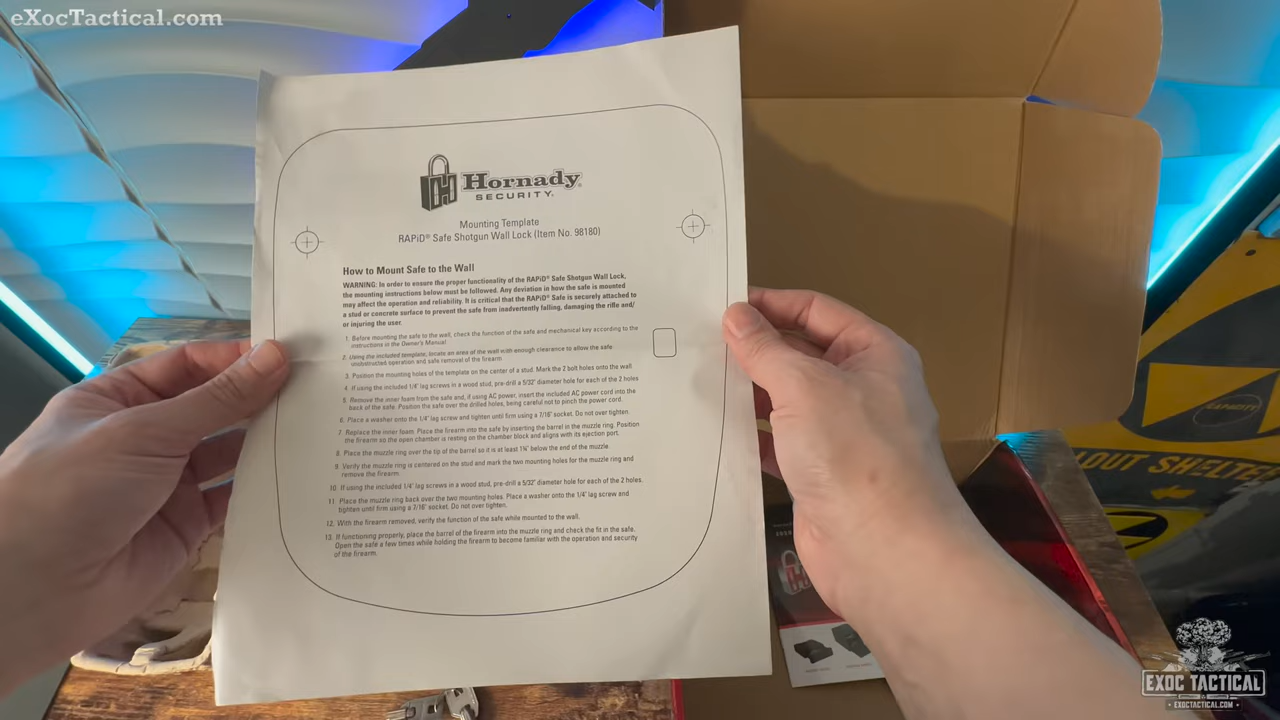 eXocTactical.com
Hornady®
SECURITY®
Mounting Template
RAPiD® Safe Shotgun Wall Lock (Item No. 98180)
How to Mount Safe to the Wall
WARNING: In order to ensure the proper functionality of the RAPiD® Safe Shotgun Wall Lock,
the mounting instructions below must be followed. Any deviation in how the safe is mounted
may affect the operation and reliability. It is critical that the RAPiD® Safe is securely attached to
a stud or concrete surface to prevent the safe from inadvertently falling, damaging the rifle and/
or injuring the user.
1. Before mounting the safe to the wall, check the function of the safe and mechanical key according to the
instructions in the Owner's Manual.
2. Using the included template, locate an area of the wall with enough clearance to allow the safe
unobstructed operation and safe removal of the firearm
3. Position the mounting holes of the template on the center of a stud. Mark the 2 bolt holes onto the wall.
4. If using the included 1/4" lag screws in a wood stud, pre-drill a 5/32" diameter hole for each of the 2 holes
5. Remove the inner foam from the safe and, if using AC power, insert the included AC power cord into the
back of the safe. Position the safe over the drilled holes, being careful not to pinch the power cord.
6. Place a washer onto the 1/4" lag screw and tighten until firm using a 7/16" socket. Do not over tighten.
7. Replace the inner foam. Place the firearm into the safe by inserting the barrel in the muzzle ring. Position
the firearm so the open chamber is resting on the chamber block and aligns with its ejection port.
8. Place the muzzle ring over the tip of the barrel so it is at least 1¾" below the end of the muzzle.
9. Verify the muzzle ring is centered on the stud and mark the two mounting holes for the muzzle ring and
remove the firearm.
10. If using the included 1/4" lag screws in a wood stud, pre-drill a 5/32" diameter hole for each of the 2 holes.
11. Place the muzzle ring back over the two mounting holes. Place a washer onto the 1/4" lag screw and
tighten until firm using a 7/16" socket. Do not over tighten.
12. With the firearm removed, verify the function of the safe while mounted to the wall.
13. If functioning properly, place the barrel of the firearm into the muzzle ring and check the fit in the safe.
Open the safe a few times while holding the firearm to become familiar with the operation and security
of the firearm.
CAPACITY
LOUT SHELTER
EXOC TACTICAL
EXOCTACTICAL.COM